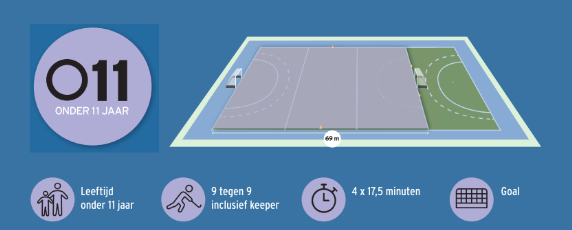 O11
ONDER 11 JAAR
69 m
Leeftijd
onder 11 jaar
9 tegen 9
inclusief keeper
4 x 17,5 minuten
Goal